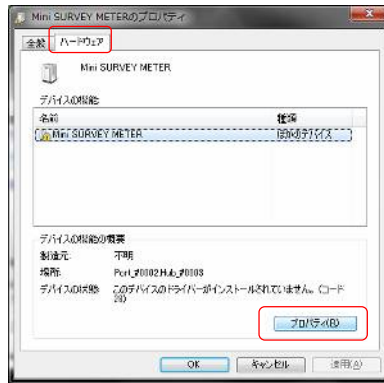 Mini SURVEY METERのプロパティ
全般 ハードウェア
Mini SURVEY METER
デバイスの機能:
名前 種類
Mini SURVEY METER ほかのデバイス
デバイスの機能の概要
製造元: 不明
場所: Port_#0002.Hub_#0003
デバイスの状態: このデバイスのドライバーがインストールされていません。 (コード
28)
プロパティ(R)
OK キャンセル 適用(A)